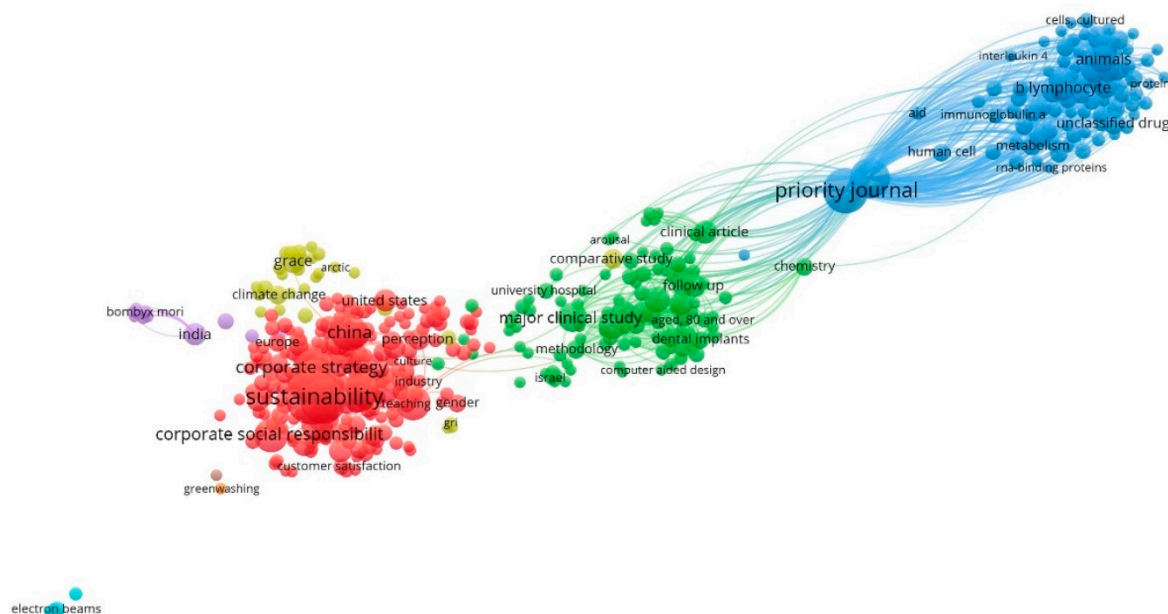 cells, cultured
interleukin 4
animals
b lymphocyte
protein
aid
immunoglobulin a
unclassified drug
human cell
metabolism
rna-binding proteins
priority journal
clinical article
arousal
comparative study
chemistry
grace
arctic
university hospital
follow up
climate change
united states
bombyx mori
major clinical study
aged, 80 and over
india
china
europe
perception
methodology
dental implants
culture
corporate strategy
computer aided design
industry
israel
sustainability
teaching
gender
gri
corporate social responsibilit
customer satisfaction
greenwashing
electron beams